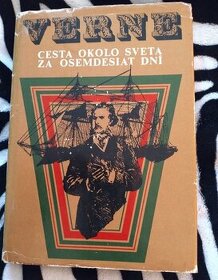 VERNE
CESTA OKOLO SVETA
ZA OSEMDESIAT DNÍ